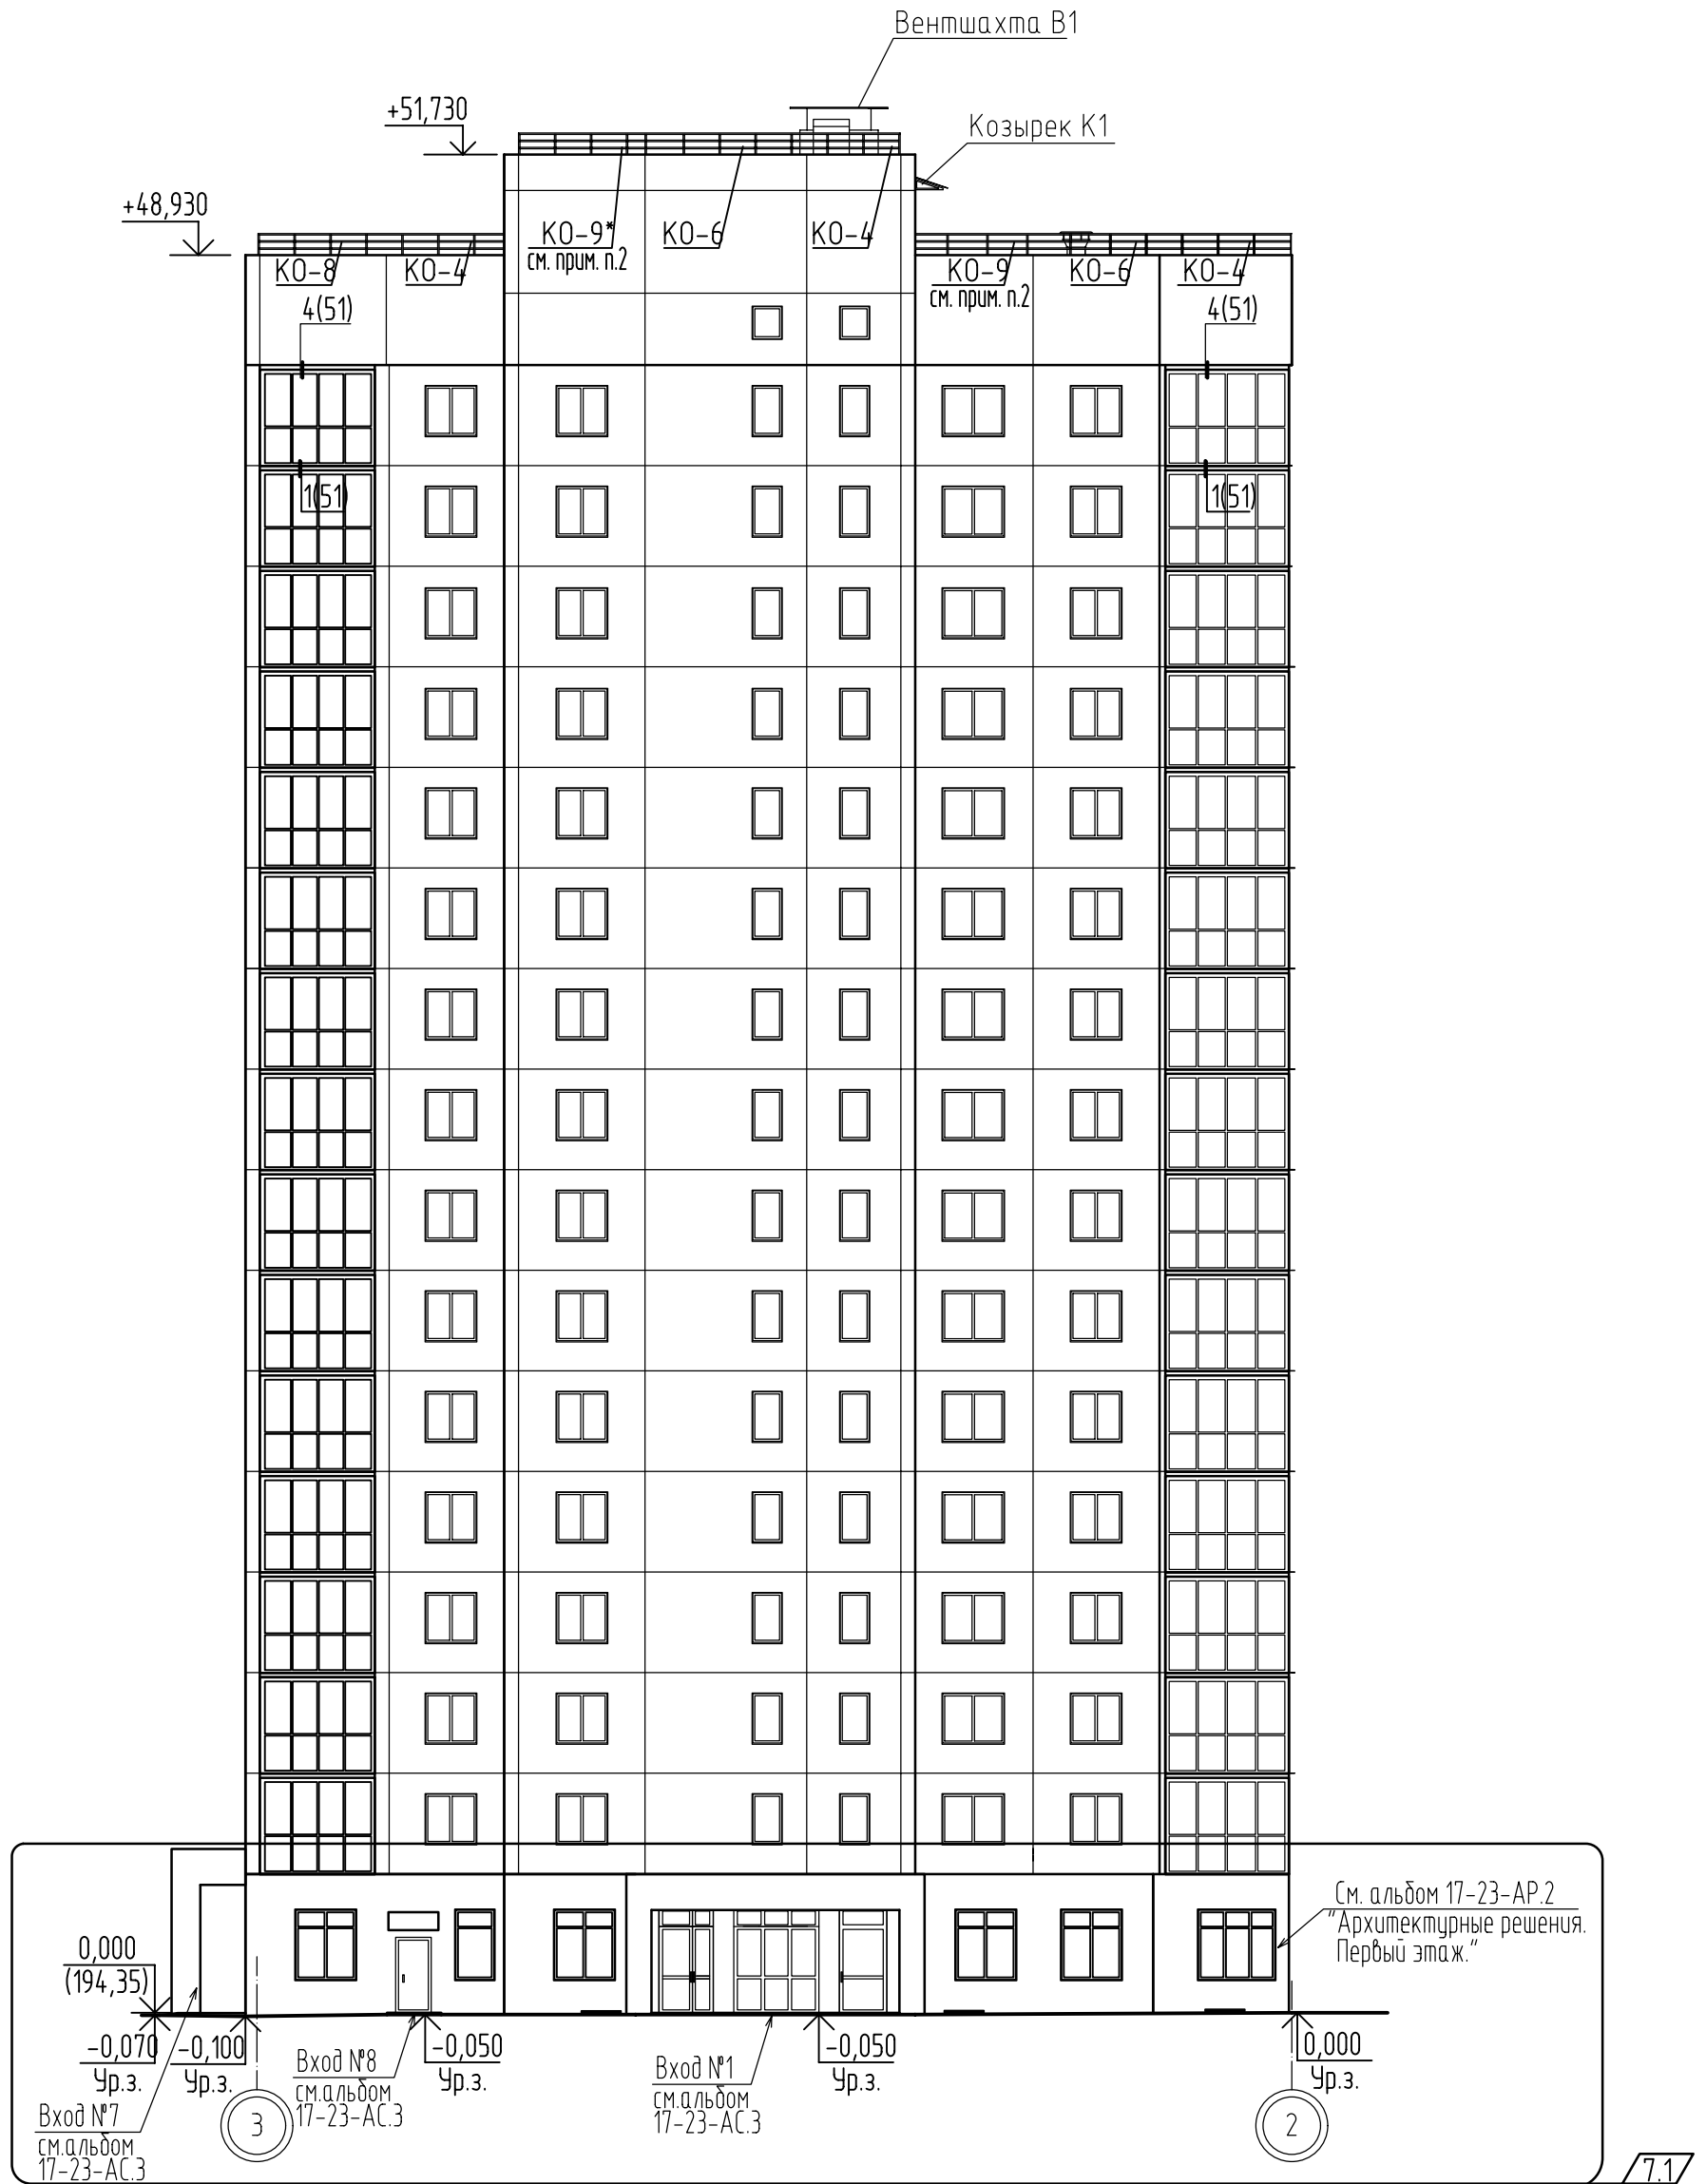 Вентшахта В1
+51,730
Козырек К1
+48,930
КО-9*
см. прим. п.2
КО-6
КО-4
КО-8
КО-4
КО-9
см. прим. п.2
КО-6
КО-4
4(51)
4(51)
1(51)
1(51)
См. альбом 17-23-АР.2
"Архитектурные решения.
Первый этаж."
0,000
(194,35)
-0,070
Ур.з.
-0,100
Ур.з.
Вход №8
см.альбом
17-23-АС.3
-0,050
Ур.з.
Вход №1
см.альбом
17-23-АС.3
-0,050
Ур.з.
0,000
Ур.з.
Вход №7
см.альбом
17-23-АС.3
3
2
7.1